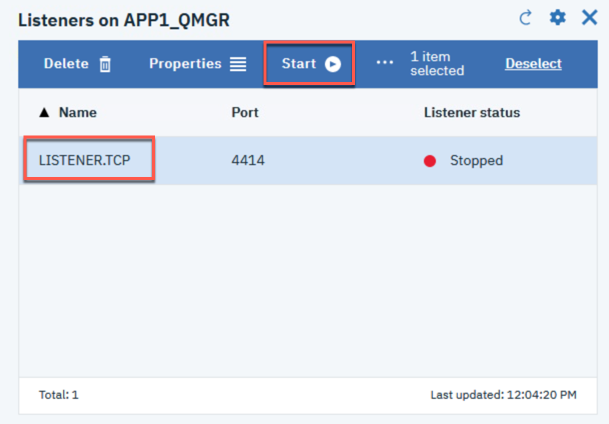 Listeners on APP1_QMGR
Delete Properties Start ... 1 item selected Deselect
▲ Name Port Listener status
LISTENER.TCP 4414 Stopped
Total: 1 Last updated: 12:04:20 PM